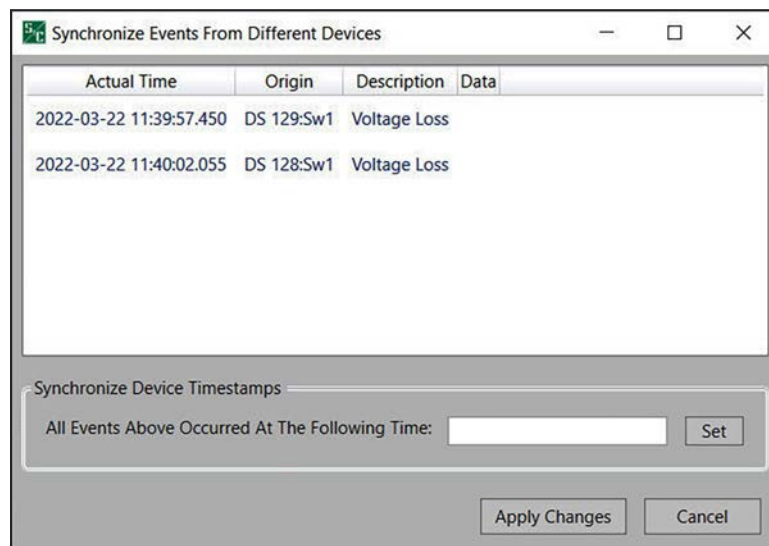 S/C Synchronize Events From Different Devices
Actual Time Origin Description Data
2022-03-22 11:39:57.450 DS 129:Sw1 Voltage Loss
2022-03-22 11:40:02.055 DS 128:Sw1 Voltage Loss
Synchronize Device Timestamps
All Events Above Occurred At The Following Time: Set
Apply Changes Cancel